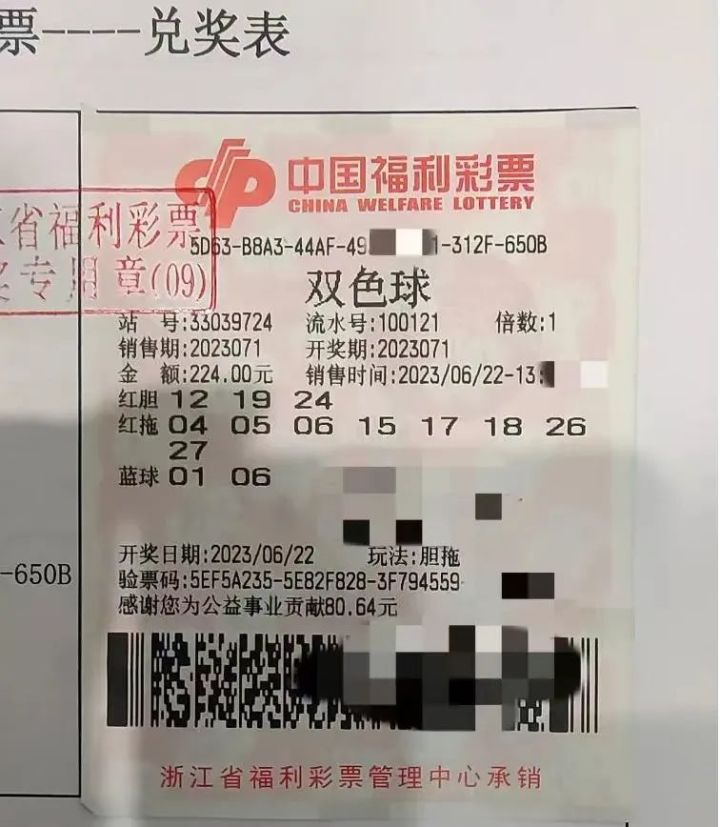 票----兑奖表
中国福利彩票
CHINA WELFARE LOTTERY
省福利彩票
专用章(09)
5D63-B8A3-44AF-49 1-312F-650B
双色球
站 号:33039724 流水号:100121 倍数:1
销售期:2023071 开奖期:2023071
金 额:224.00元 销售时间:2023/06/22-13:
红胆 12 19 24
红拖 04 05 06 15 17 18 26
27
蓝球 01 06
开奖日期:2023/06/22 玩法:胆拖
-650B
验票码:5EF5A235-5E82F828-3F794559-
感谢您为公益事业贡献80.64元
浙江省福利彩票管理中心承销